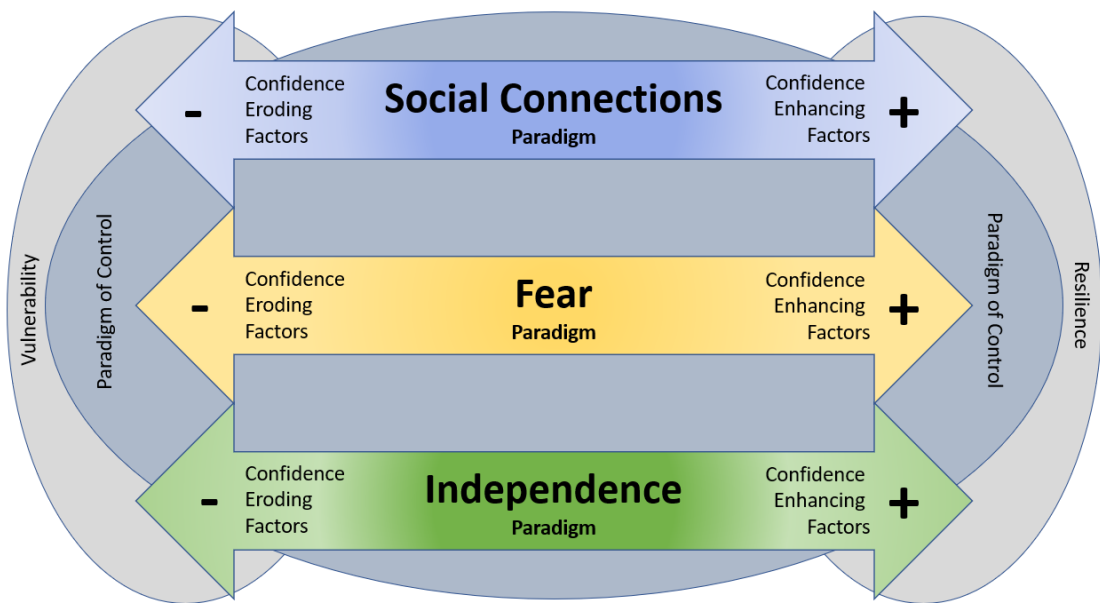 Confidence
Eroding
Factors
-
Social Connections
Paradigm
Confidence
Enhancing
Factors
+
Vulnerability
Paradigm of Control
Confidence
Eroding
Factors
-
Fear
Paradigm
Confidence
Enhancing
Factors
+
Paradigm of Control
Resilience
Confidence
Eroding
Factors
-
Independence
Paradigm
Confidence
Enhancing
Factors
+